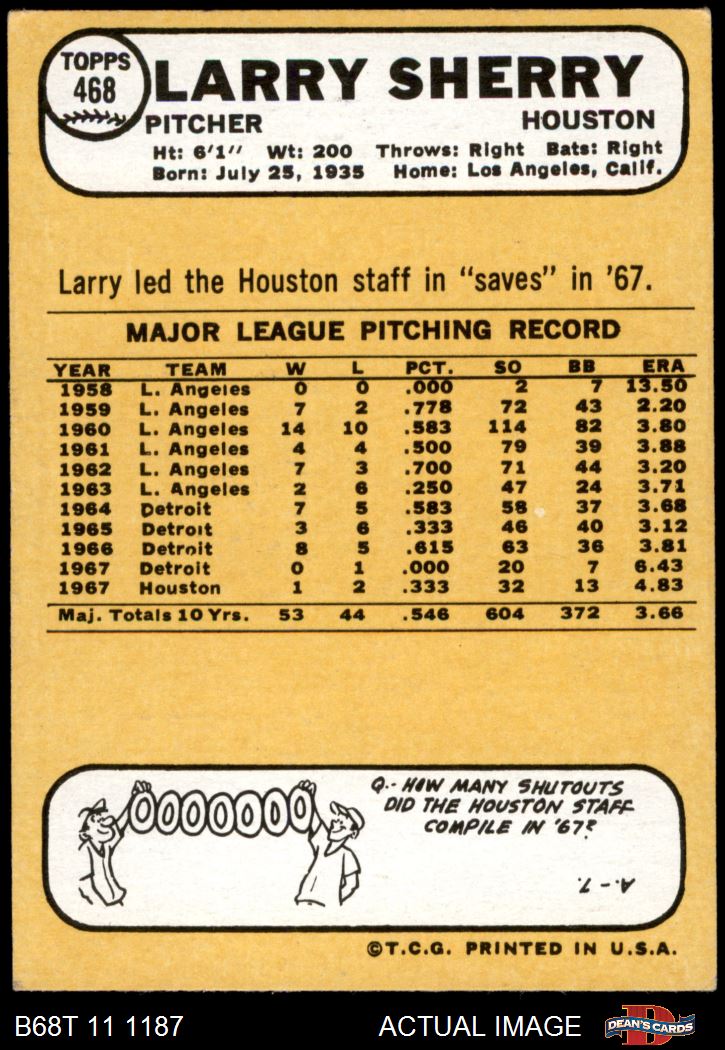 TOPPS
468
LARRY SHERRY
PITCHER HOUSTON
Ht: 6'1" Wt: 200 Throws: Right Bats: Right
Born: July 25, 1935 Home: Los Angeles, Calif.
Larry led the Houston staff in "saves" in '67.
MAJOR LEAGUE PITCHING RECORD
YEAR TEAM W L PCT. SO BB ERA
1958 L. Angeles 0 0 .000 2 7 13.50
1959 L. Angeles 7 2 .778 72 43 2.20
1960 L. Angeles 14 10 .583 114 82 3.80
1961 L. Angeles 4 4 .500 79 39 3.88
1962 L. Angeles 7 3 .700 71 44 3.20
1963 L. Angeles 2 6 .250 47 24 3.71
1964 Detroit 7 5 .583 58 37 3.68
1965 Detroit 3 6 .333 46 40 3.12
1966 Detroit 8 5 .615 63 36 3.81
1967 Detroit 0 1 .000 20 7 6.43
1967 Houston 1 2 .333 32 13 4.83
Maj. Totals 10 Yrs. 53 44 .546 604 372 3.66
0000000
Q.- HOW MANY SHUTOUTS
DID THE HOUSTON STAFF
COMPILE IN '67?
A.- 7.
©T.C.G. PRINTED IN U.S.A.
B68T 11 1187 ACTUAL IMAGE
D
DEAN'S CARDS